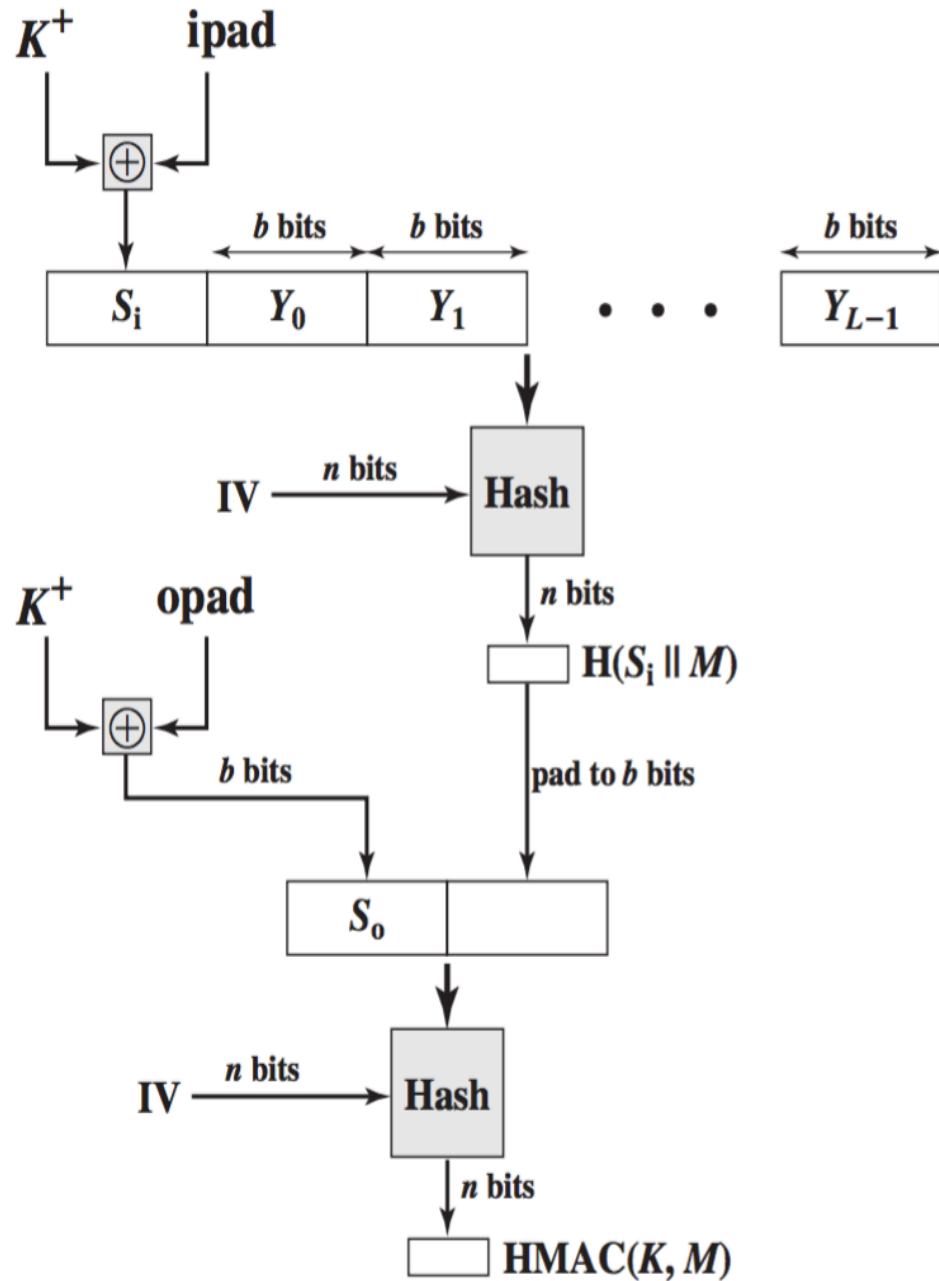 K⁺ ipad
⊕
b bits b bits b bits
Sᵢ Y₀ Y₁ • • • Y_{L−1}
n bits
IV Hash
n bits
K⁺ opad
H(Sᵢ || M)
⊕
b bits
pad to b bits
Sₒ
n bits
IV Hash
n bits
HMAC(K, M)